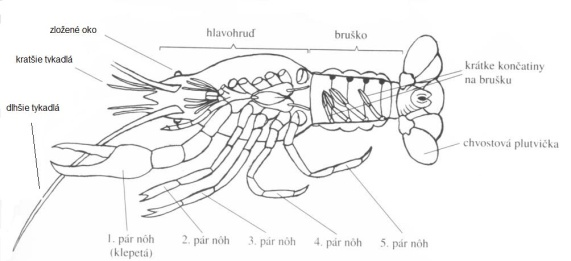 zložené oko
hlavohruď
bruško
kratšie tykadlá
krátke končatiny
na brušku
dlhšie tykadlá
chvostová plutvička
1. pár nôh
(klepetá)
2. pár nôh
3. pár nôh
4. pár nôh
5. pár nôh